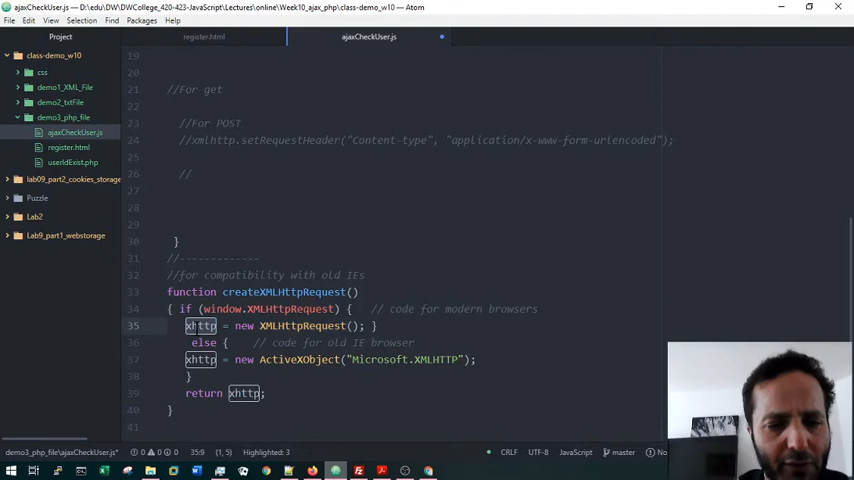 ajaxCheckUser.js — D:\edu\DW\DWCollege_420-423-JavaScript\Lectures\online\Week10_ajax_php\class-demo_w10 — Atom
File Edit View Selection Find Packages Help
Project
register.html
ajaxCheckUser.js
class-demo_w10
css
demo1_XML_File
demo2_txtFile
demo3_php_file
ajaxCheckUser.js
register.html
userIdExist.php
lab09_part2_cookies_storage
Puzzle
Lab2
Lab9_part1_webstorage
19
20
21 //For get
22
23 //For POST
24 //xmlhttp.setRequestHeader("Content-type", "application/x-www-form-urlencoded");
25
26 //
27
28
29
30 }
31 //-------------
32 //for compatibility with old IEs
33 function createXMLHttpRequest()
34 { if (window.XMLHttpRequest) { // code for modern browsers
35 xhttp = new XMLHttpRequest(); }
36 else { // code for old IE browser
37 xhttp = new ActiveXObject("Microsoft.XMLHTTP");
38 }
39 return xhttp;
40 }
41
demo3_php_file\ajaxCheckUser.js* 0 0 0 35:9 (1, 5) Highlighted: 3 CRLF UTF-8 JavaScript main No